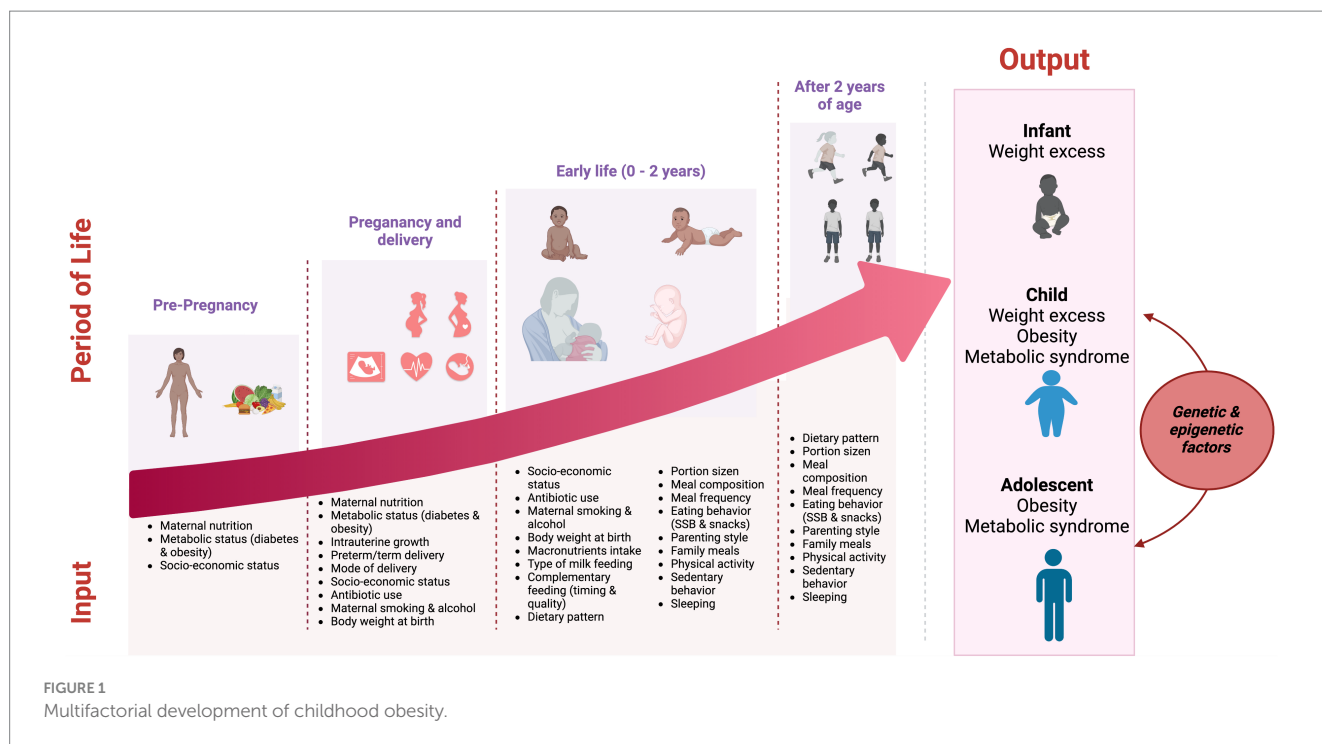 Output
Period of Life
Input
Pre-Pregnancy
• Maternal nutrition
• Metabolic status (diabetes
& obesity)
• Socio-economic status
Preganancy and
delivery
• Maternal nutrition
• Metabolic status (diabetes &
obesity)
• Intrauterine growth
• Preterm/term delivery
• Mode of delivery
• Socio-economic status
• Antibiotic use
• Maternal smoking & alcohol
• Body weight at birth
Early life (0 - 2 years)
• Socio-economic
status
• Antibiotic use
• Maternal smoking &
alcohol
• Body weight at birth
• Macronutrients intake
• Type of milk feeding
• Complementary
feeding (timing &
quality)
• Dietary pattern
• Portion sizen
• Meal composition
• Meal frequency
• Eating behavior
(SSB & snacks)
• Parenting style
• Family meals
• Physical activity
• Sedentary
behavior
• Sleeping
After 2 years
of age
• Dietary pattern
• Portion sizen
• Meal
composition
• Meal frequency
• Eating behavior
(SSB & snacks)
• Parenting style
• Family meals
• Physical activity
• Sedentary
behavior
• Sleeping
Infant
Weight excess
Child
Weight excess
Obesity
Metabolic syndrome
Adolescent
Obesity
Metabolic syndrome
Genetic &
epigenetic
factors
FIGURE 1
Multifactorial development of childhood obesity.